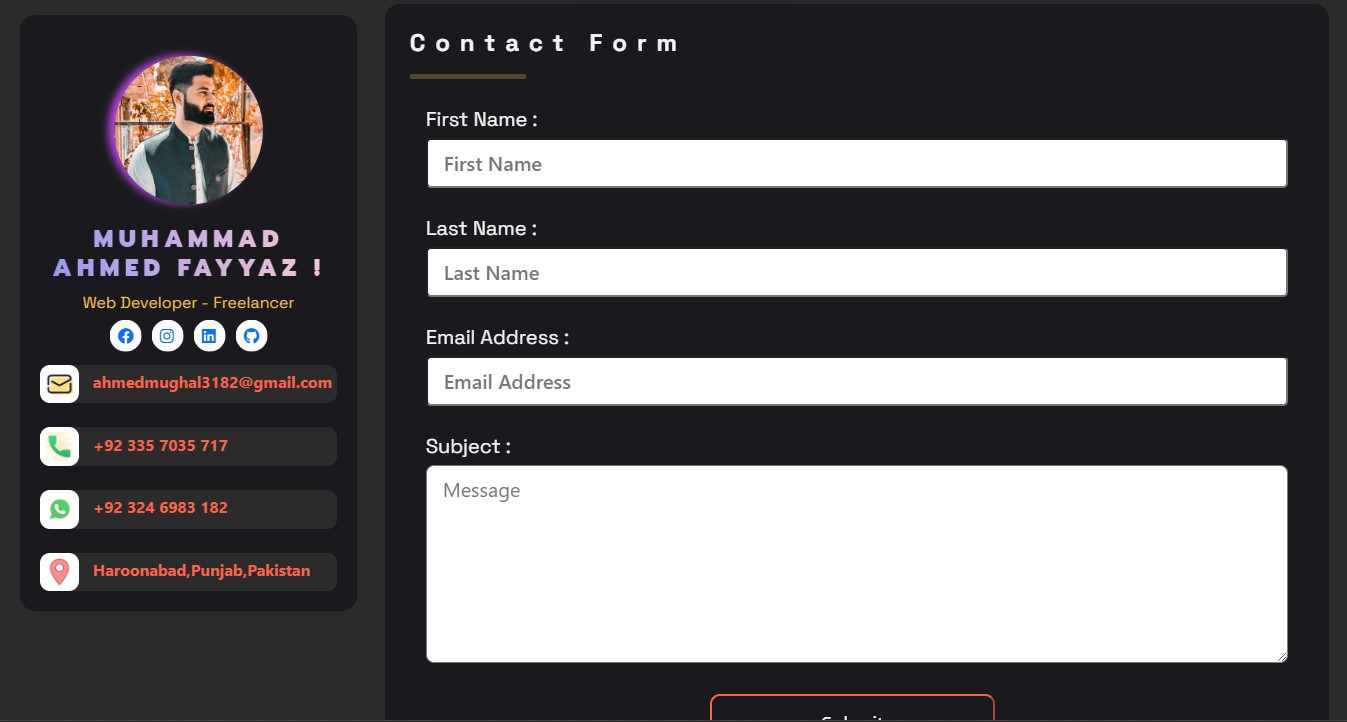 MUHAMMAD
AHMED FAYYAZ !
Web Developer - Freelancer
ahmedmughal3182@gmail.com
+92 335 7035 717
+92 324 6983 182
Haroonabad,Punjab,Pakistan
Contact Form
First Name :
First Name
Last Name :
Last Name
Email Address :
Email Address
Subject :
Message
Submit